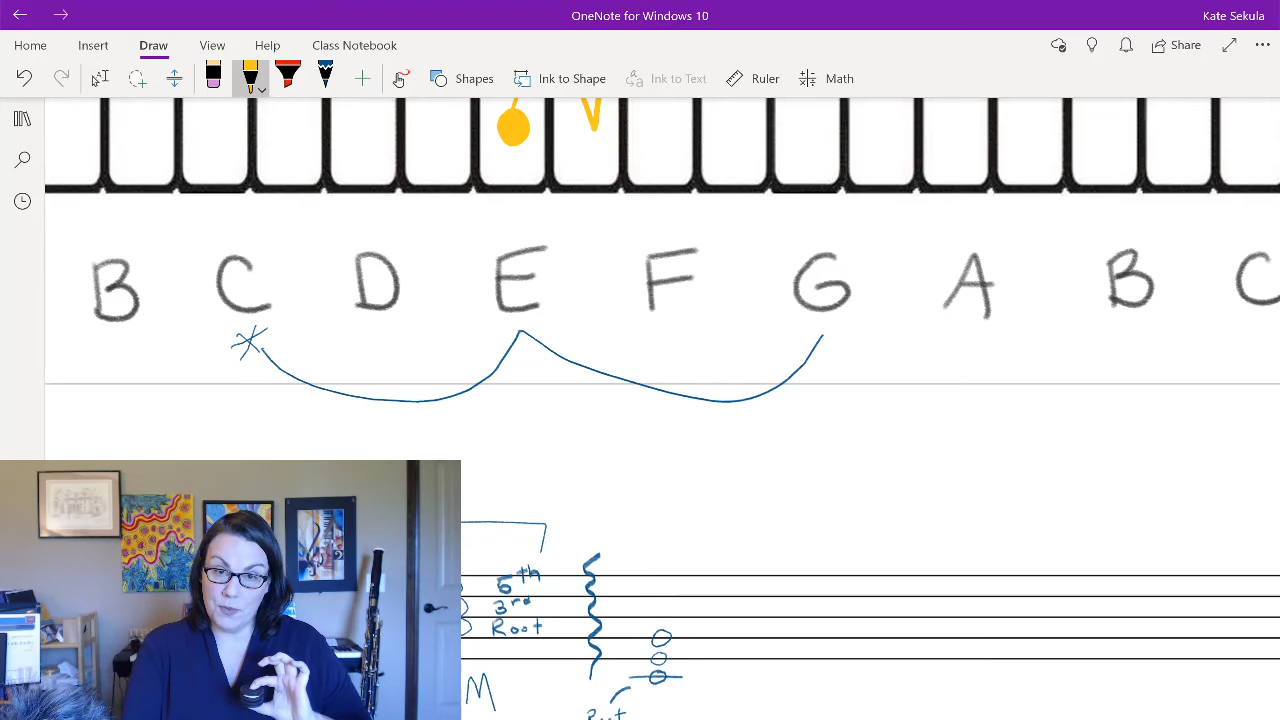 OneNote for Windows 10
Kate Sekula
Home Insert Draw View Help Class Notebook
Share
Shapes Ink to Shape Ink to Text Ruler Math
B C D E F G A B C
5th
3rd
Root
M
Root